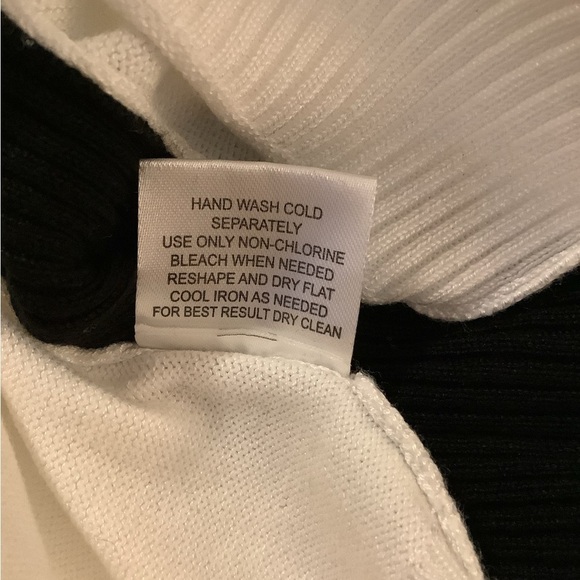 HAND WASH COLD
SEPARATELY
USE ONLY NON-CHLORINE
BLEACH WHEN NEEDED
RESHAPE AND DRY FLAT
COOL IRON AS NEEDED
FOR BEST RESULT DRY CLEAN